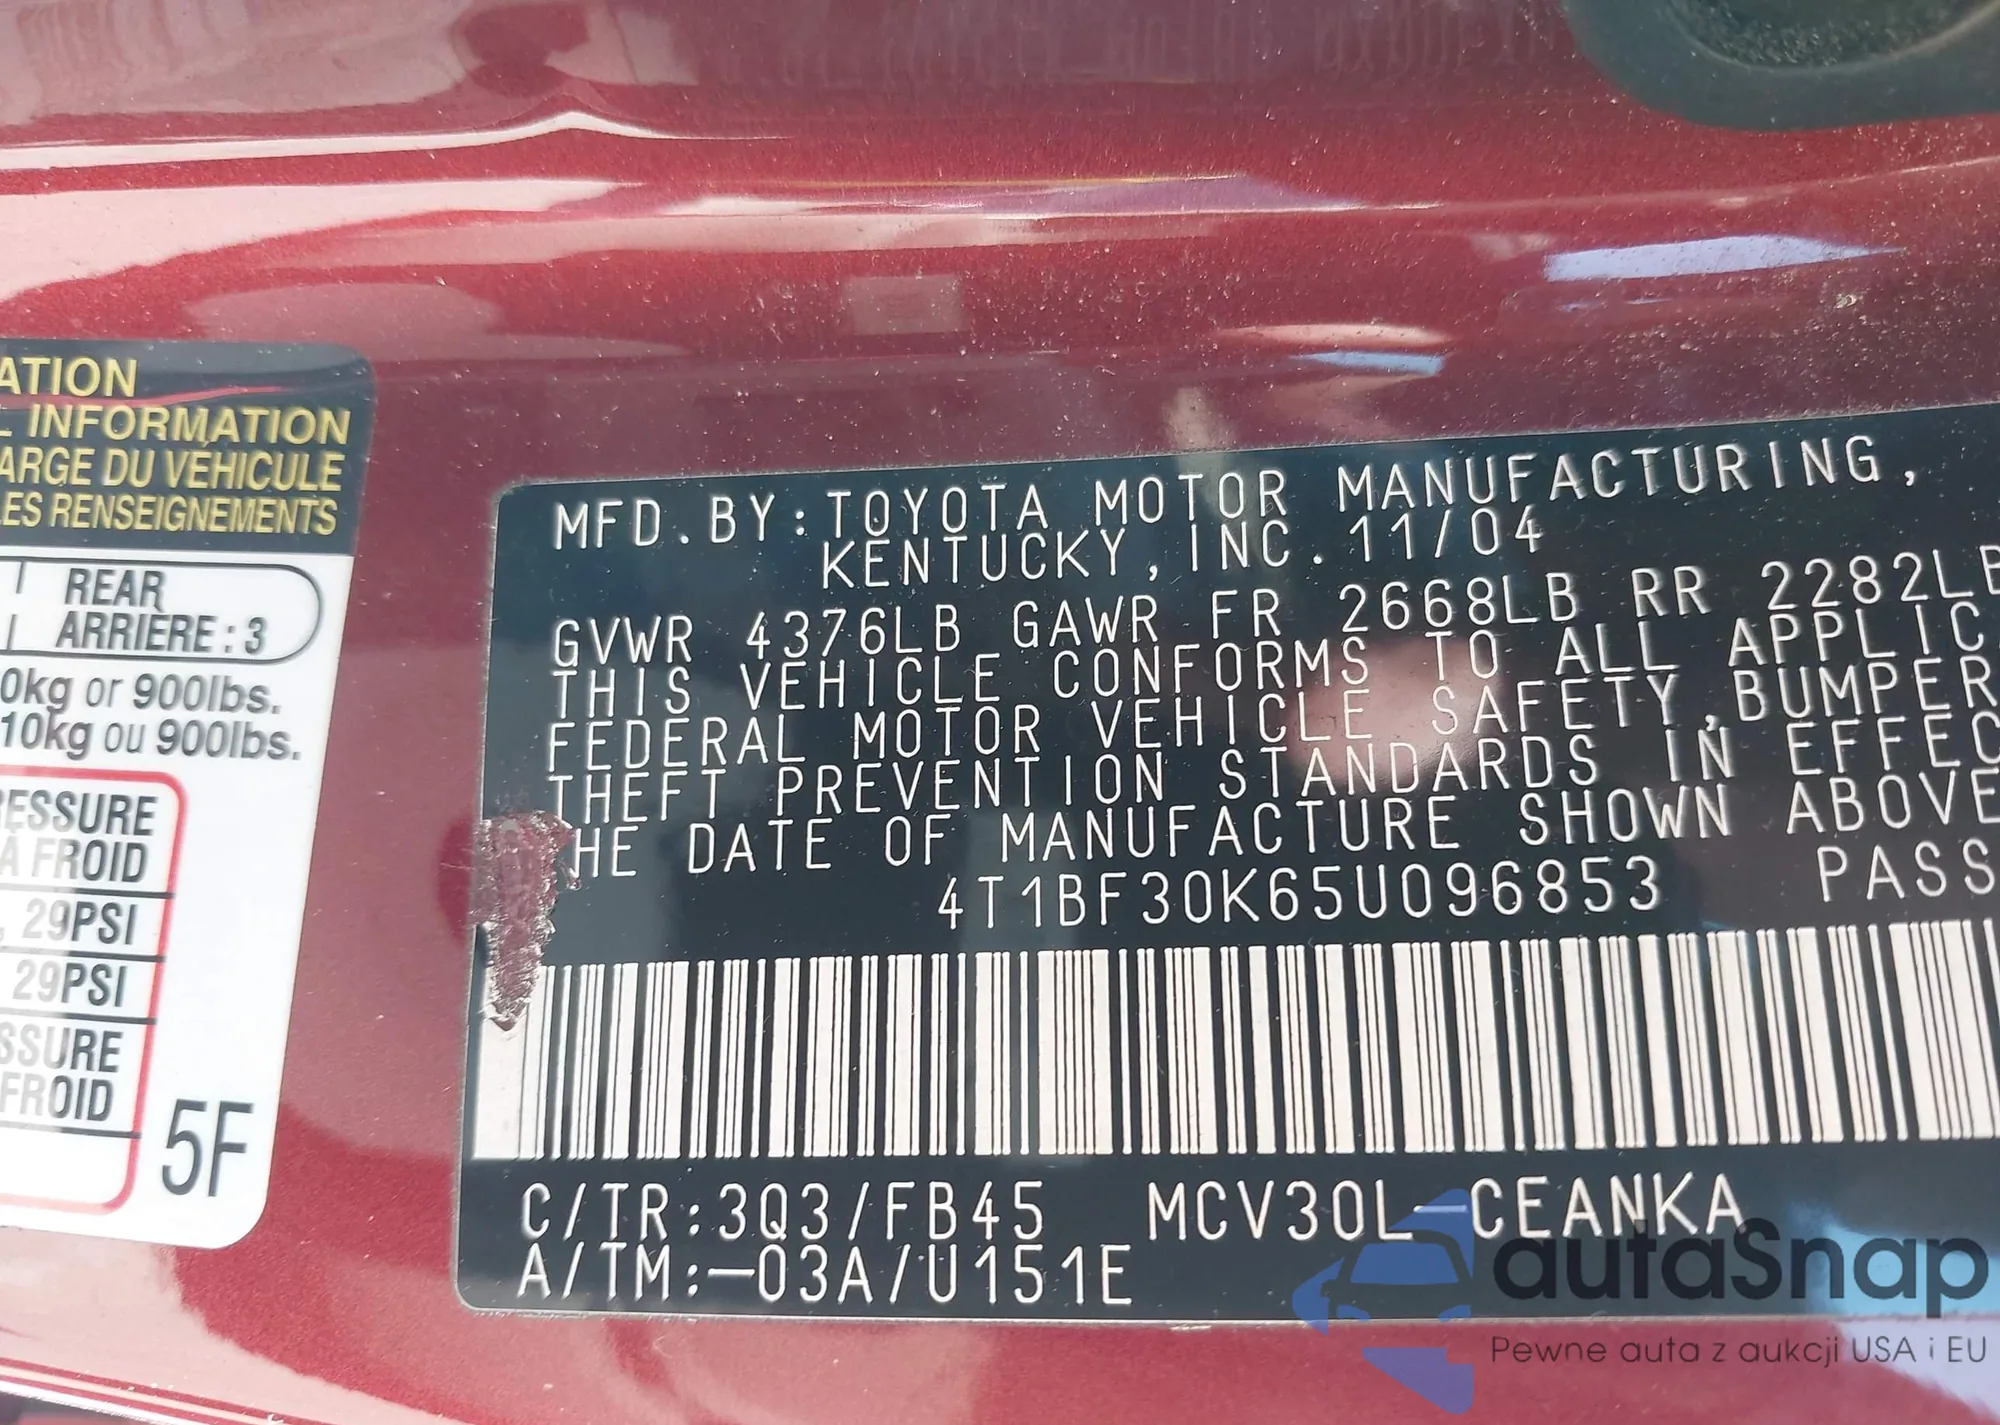 ATION
L INFORMATION
ARGE DU VÉHICULE
LES RENSEIGNEMENTS
REAR
ARRIÈRE : 3
0kg or 900lbs.
10kg ou 900lbs.
RESSURE
À FROID
, 29PSI
29PSI
SSURE
FROID
5F
MFD. BY:TOYOTA MOTOR MANUFACTURING,
KENTUCKY, INC. 11/04
GVWR 4376LB GAWR FR 2668LB RR 2282LB
THIS VEHICLE CONFORMS TO ALL APPLIC
FEDERAL MOTOR VEHICLE SAFETY,BUMPER
THEFT PREVENTION STANDARDS IN EFFEC
HE DATE OF MANUFACTURE SHOWN ABOVE
4T1BF30K65U096853 PASS
C/TR:3Q3/FB45 MCV30L-CEANKA
A/TM:-03A/U151E
autaSnap
Pewne auta z aukcji USA i EU